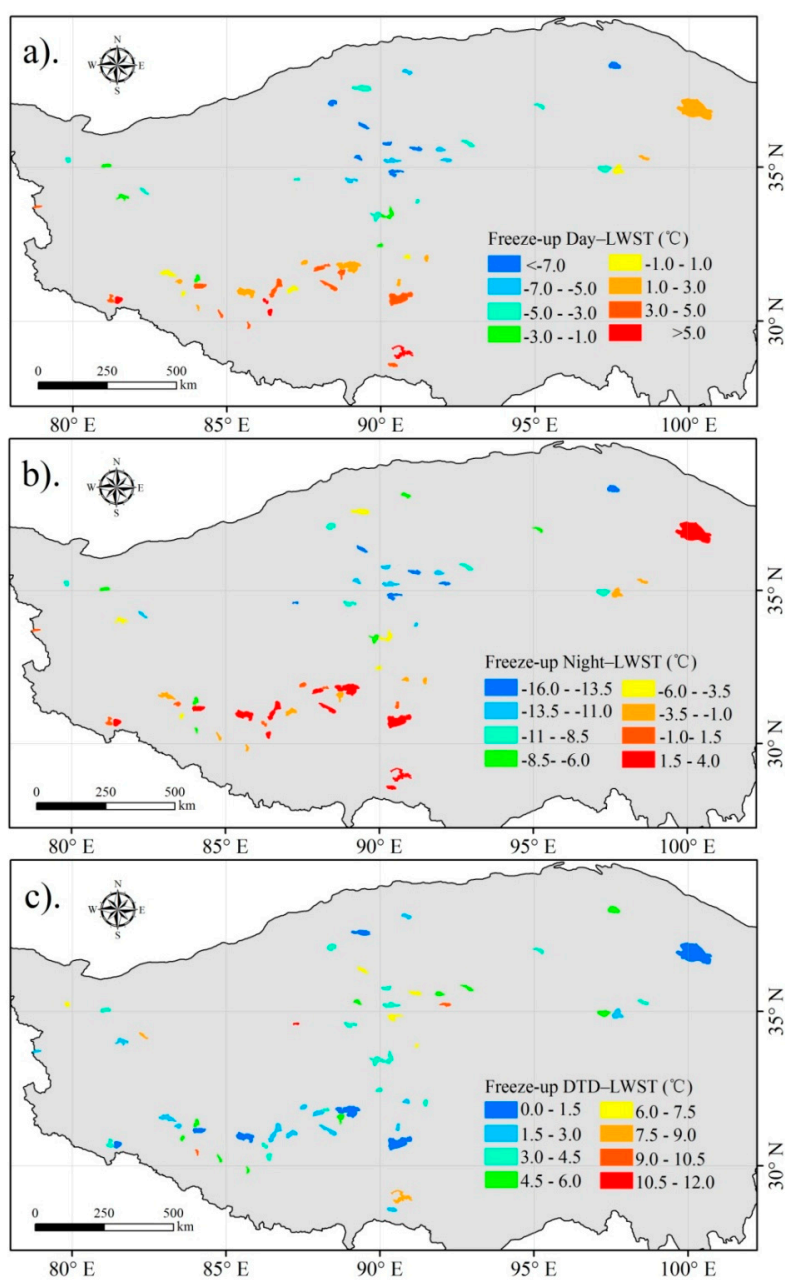 a).
N
W
E
S
35° N
30° N
Freeze-up Day–LWST (℃)
<-7.0
-1.0 - 1.0
-7.0 - -5.0
1.0 - 3.0
-5.0 - -3.0
3.0 - 5.0
-3.0 - -1.0
>5.0
0 250 500
km
80° E 85° E 90° E 95° E 100° E
b).
N
W
E
S
35° N
30° N
Freeze-up Night–LWST (℃)
-16.0 - -13.5
-6.0 - -3.5
-13.5 - -11.0
-3.5 - -1.0
-11 - -8.5
-1.0- 1.5
-8.5- -6.0
1.5 - 4.0
0 250 500
km
80° E 85° E 90° E 95° E 100° E
c).
N
W
E
S
35° N
30° N
Freeze-up DTD–LWST (℃)
0.0 - 1.5
6.0 - 7.5
1.5 - 3.0
7.5 - 9.0
3.0 - 4.5
9.0 - 10.5
4.5 - 6.0
10.5 - 12.0
0 250 500
km
80° E 85° E 90° E 95° E 100° E